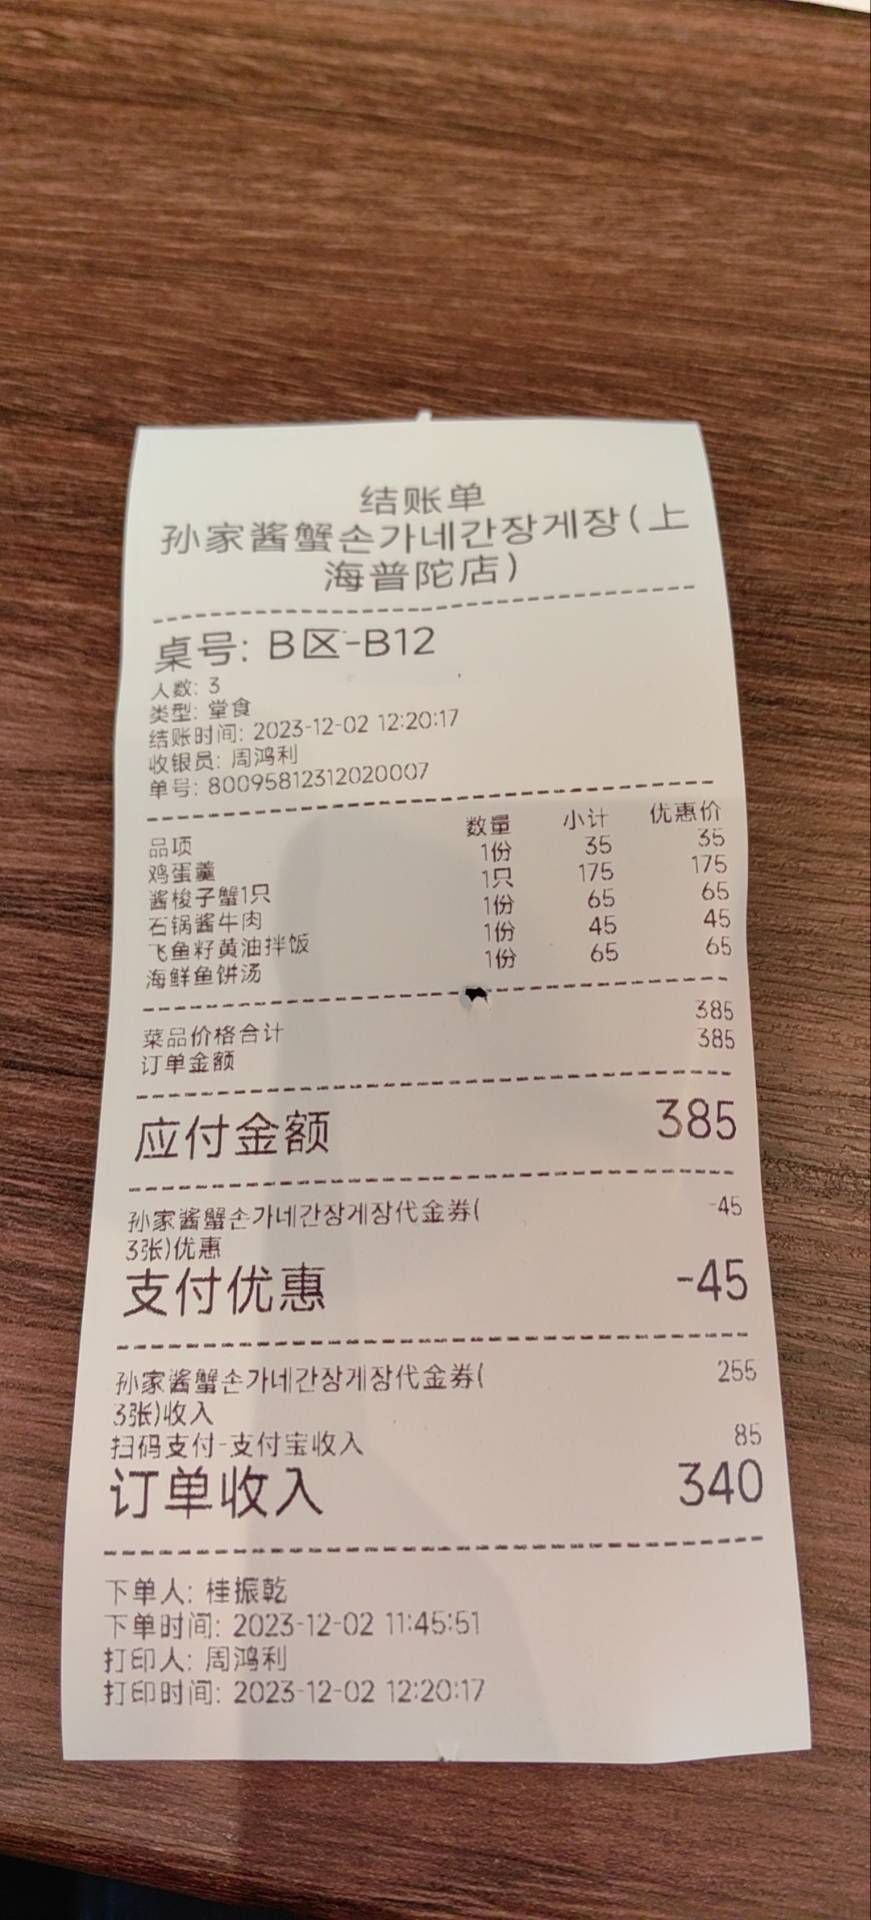 结账单
孙家酱蟹손가네간장게장(上
海普陀店)
桌号: B区-B12
人数: 3
类型: 堂食
结账时间: 2023-12-02 12:20:17
收银员: 周鸿利
单号: 80095812312020007
品项 数量 小计 优惠价
鸡蛋羹 1份 35 35
酱梭子蟹1只 1只 175 175
石锅酱牛肉 1份 65 65
飞鱼籽黄油拌饭 1份 45 45
海鲜鱼饼汤 1份 65 65
菜品价格合计 385
订单金额 385
应付金额 385
孙家酱蟹손가네간장게장代金券( -45
3张)优惠
支付优惠 -45
孙家酱蟹손가네간장게장代金券( 255
3张)收入
扫码支付-支付宝收入 85
订单收入 340
下单人: 桂振乾
下单时间: 2023-12-02 11:45:51
打印人: 周鸿利
打印时间: 2023-12-02 12:20:17